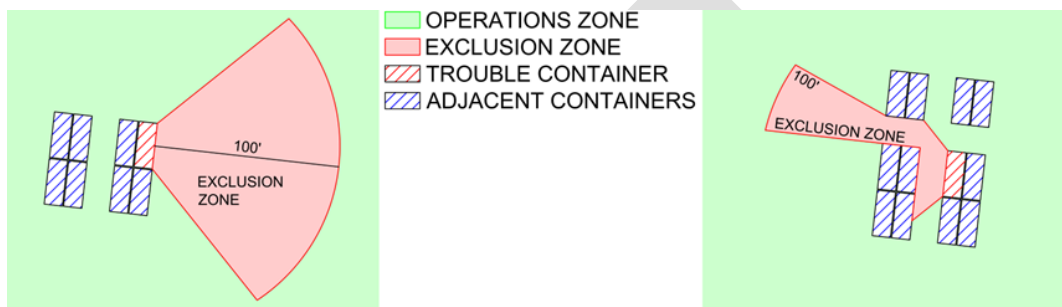 OPERATIONS ZONE
EXCLUSION ZONE
TROUBLE CONTAINER
ADJACENT CONTAINERS
100'
EXCLUSION
ZONE
100'
EXCLUSION ZONE